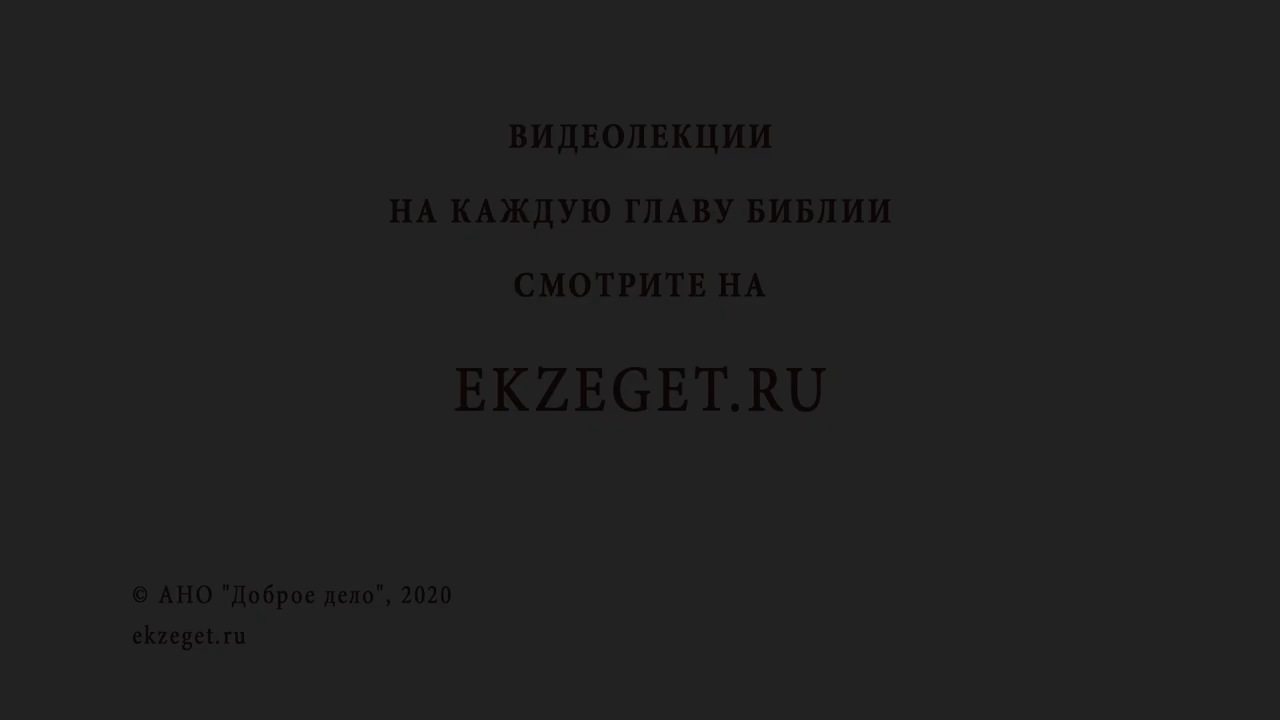 ВИДЕОЛЕКЦИИ
НА КАЖДУЮ ГЛАВУ БИБЛИИ
СМОТРИТЕ НА
EKZEGET.RU
© АНО "Доброе дело", 2020
ekzeget.ru